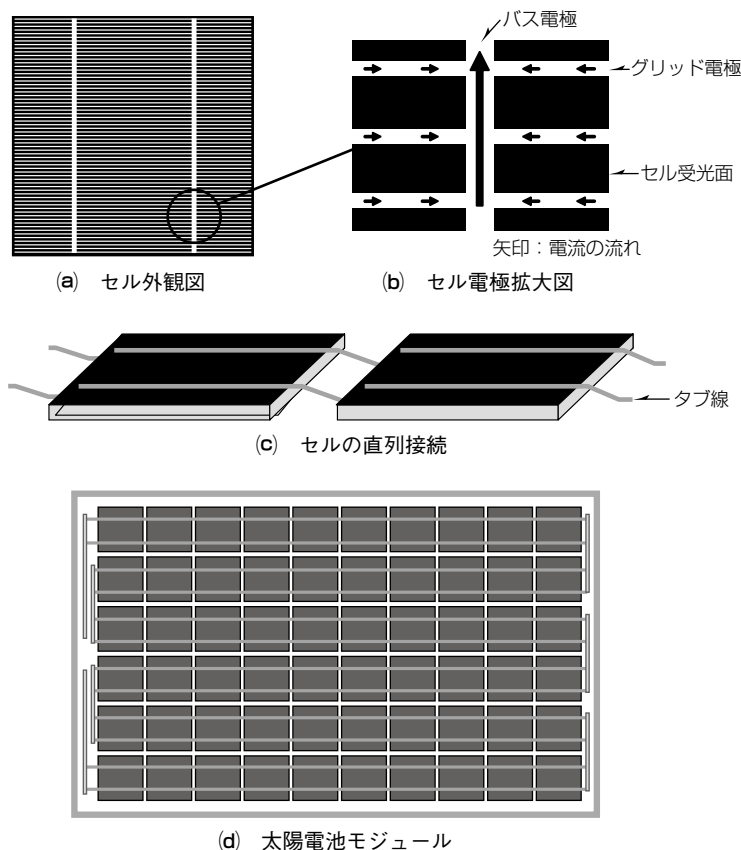 バス電極
グリッド電極
セル受光面
矢印：電流の流れ
(a) セル外観図
(b) セル電極拡大図
タブ線
(c) セルの直列接続
(d) 太陽電池モジュール